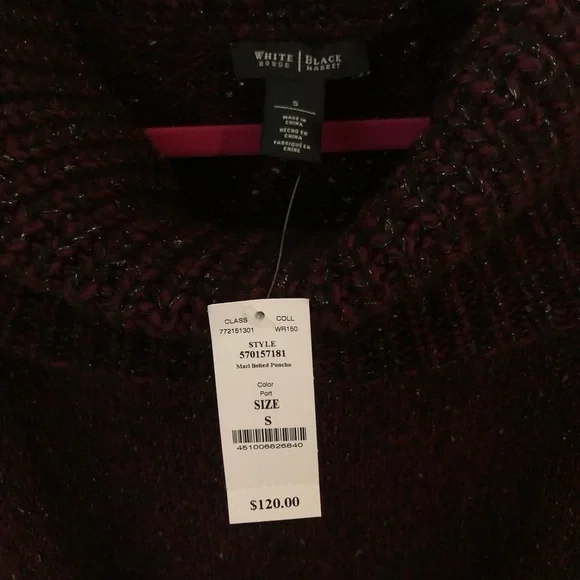 WHITE | BLACK
HOUSE | MARKET
S
MADE IN
CHINA
HECHO EN
CHINA
FABRIQUÉ EN
CHINE
CLASS COLL
772151301 WR150
STYLE
570157181
Marl Belted Poncho
Color
Port
SIZE
S
451006826840
$120.00